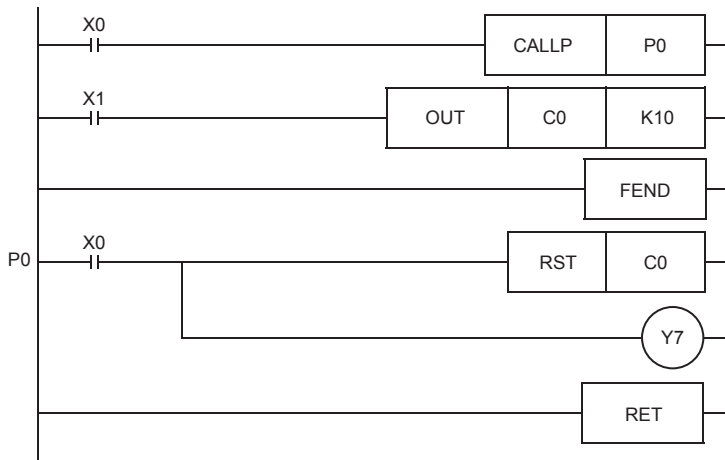 X0
CALLP P0
X1
OUT C0 K10
FEND
P0 X0
RST C0
Y7
RET